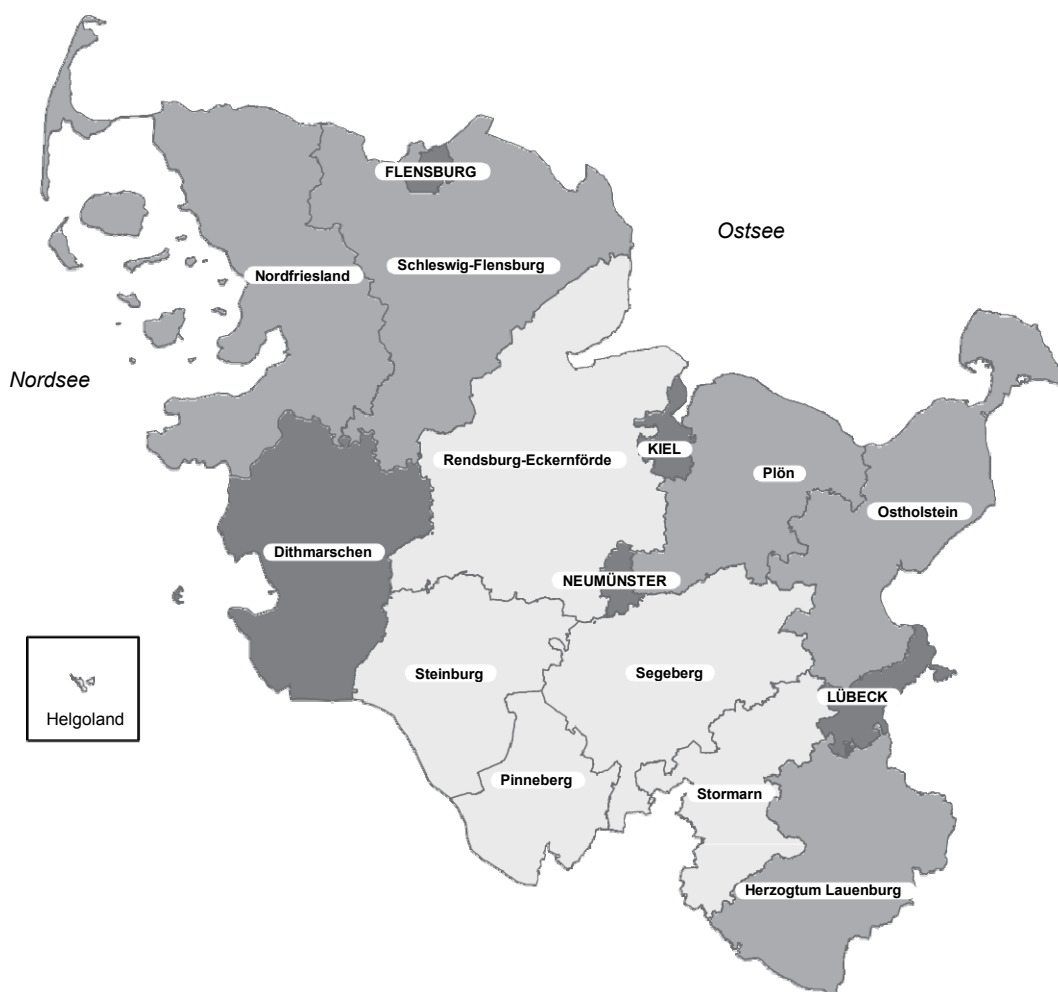 FLENSBURG
Ostsee
Schleswig-Flensburg
Nordfriesland
Nordsee
KIEL
Rendsburg-Eckernförde
Plön
Ostholstein
Dithmarschen
NEUMÜNSTER
Steinburg
Segeberg
LÜBECK
Helgoland
Pinneberg
Stormarn
Herzogtum Lauenburg